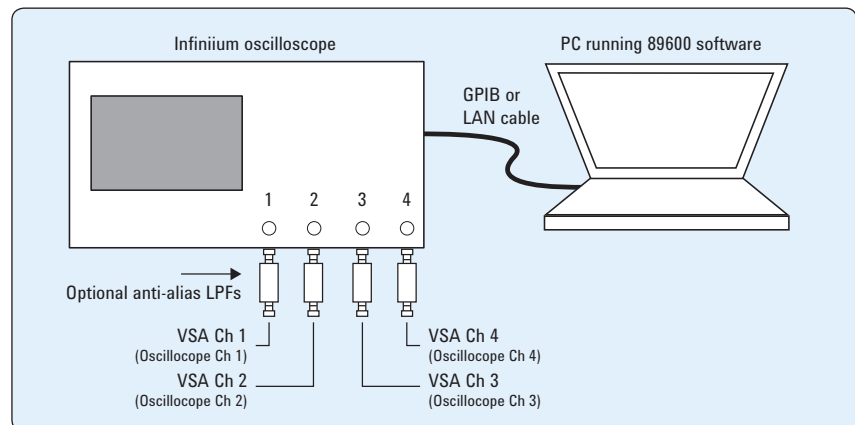 Infiniium oscilloscope
PC running 89600 software
GPIB or
LAN cable
1 2 3 4
Optional anti-alias LPFs
VSA Ch 1
(Oscillocope Ch 1)
VSA Ch 4
(Oscillocope Ch 4)
VSA Ch 2
(Oscillocope Ch 2)
VSA Ch 3
(Oscillocope Ch 3)